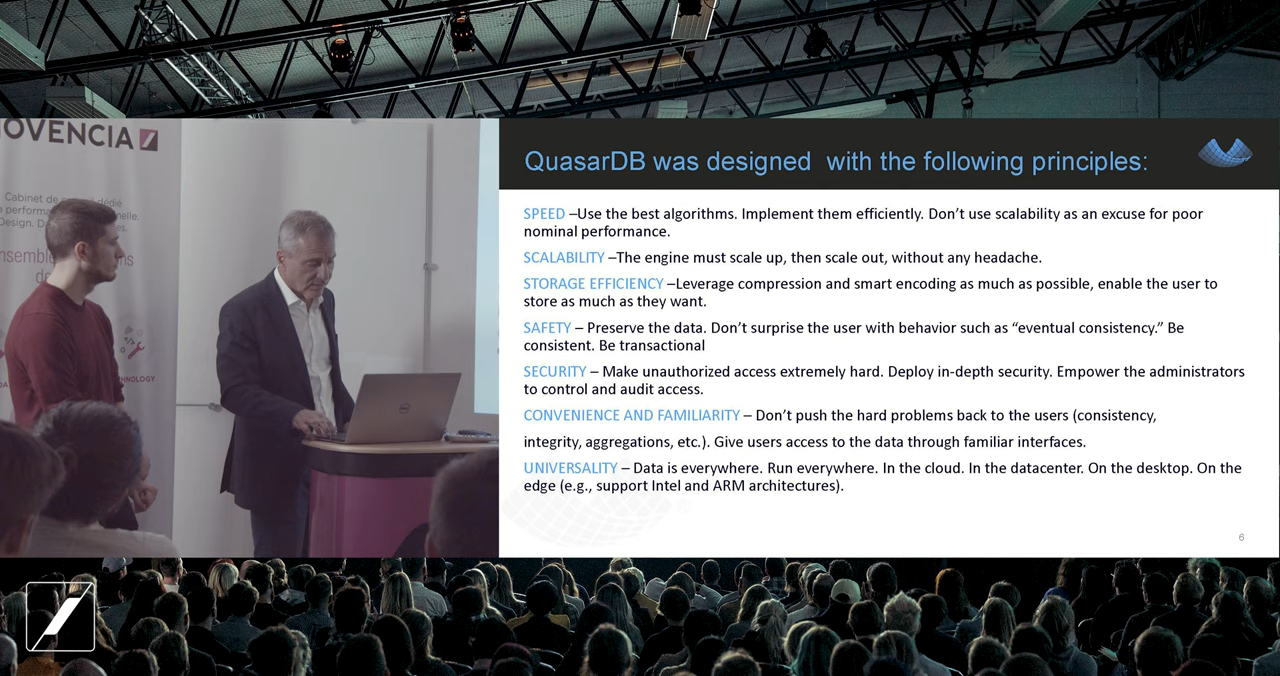 OVENCIA
Cabinet de
dédié
performa
elle.
Design. D
es.
QuasarDB was designed  with the following principles:
SPEED –Use the best algorithms. Implement them efficiently. Don’t use scalability as an excuse for poor
nominal performance.
SCALABILITY –The engine must scale up, then scale out, without any headache.
STORAGE EFFICIENCY –Leverage compression and smart encoding as much as possible, enable the user to
store as much as they want.
SAFETY – Preserve the data. Don’t surprise the user with behavior such as “eventual consistency.” Be
consistent. Be transactional
SECURITY – Make unauthorized access extremely hard. Deploy in-depth security. Empower the administrators
to control and audit access.
CONVENIENCE AND FAMILIARITY – Don’t push the hard problems back to the users (consistency,
integrity, aggregations, etc.). Give users access to the data through familiar interfaces.
UNIVERSALITY – Data is everywhere. Run everywhere. In the cloud. In the datacenter. On the desktop. On the
edge (e.g., support Intel and ARM architectures).
6